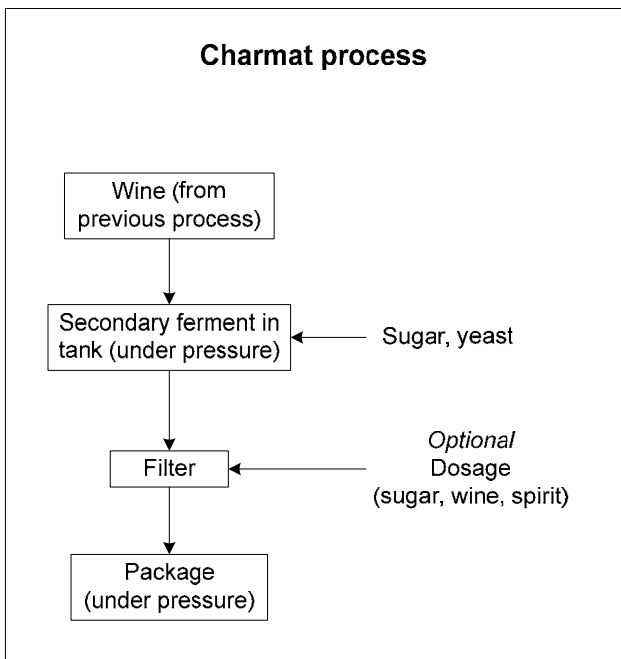 Charmat process
Wine (from
previous process)
Secondary ferment in
tank (under pressure)
Sugar, yeast
Optional
Dosage
(sugar, wine, spirit)
Filter
Package
(under pressure)